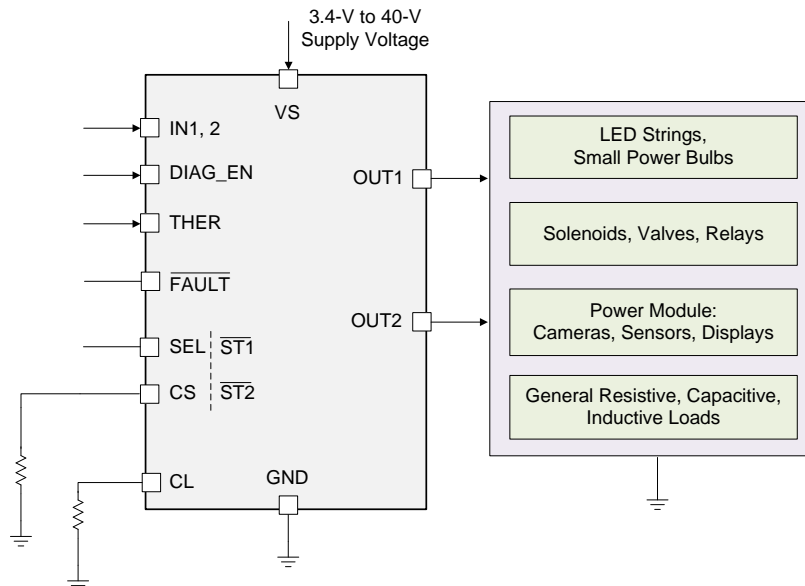 3.4-V to 40-V
Supply Voltage
VS
IN1, 2
DIAG_EN
THER
FAULT
SEL ST1
CS ST2
CL
GND
OUT1
OUT2
LED Strings,
Small Power Bulbs
Solenoids, Valves, Relays
Power Module:
Cameras, Sensors, Displays
General Resistive, Capacitive,
Inductive Loads